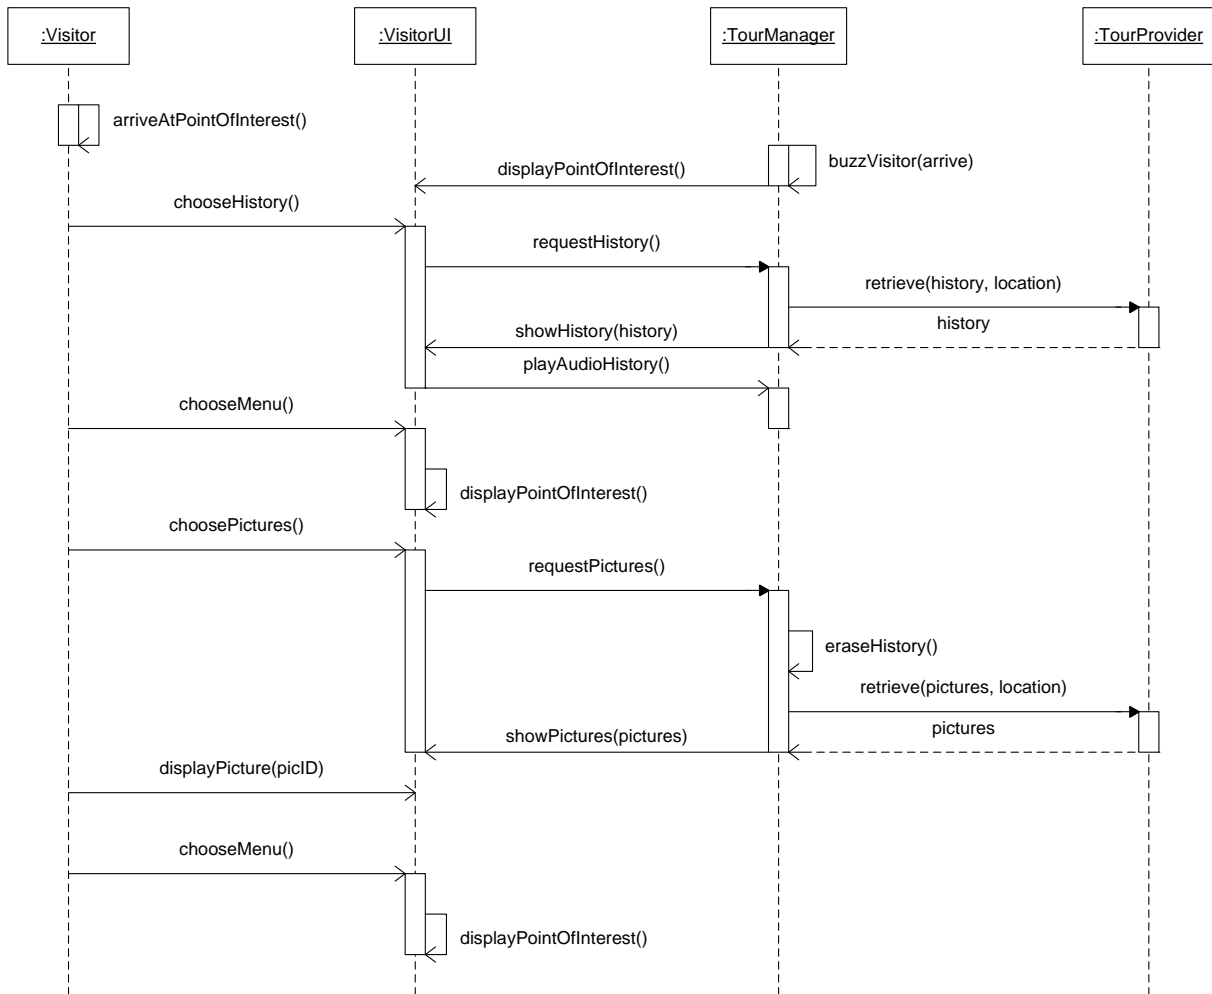 :Visitor
:VisitorUI
:TourManager
:TourProvider
arriveAtPointOfInterest()
buzzVisitor(arrive)
displayPointOfInterest()
chooseHistory()
requestHistory()
retrieve(history, location)
history
showHistory(history)
playAudioHistory()
chooseMenu()
displayPointOfInterest()
choosePictures()
requestPictures()
eraseHistory()
retrieve(pictures, location)
pictures
showPictures(pictures)
displayPicture(picID)
chooseMenu()
displayPointOfInterest()